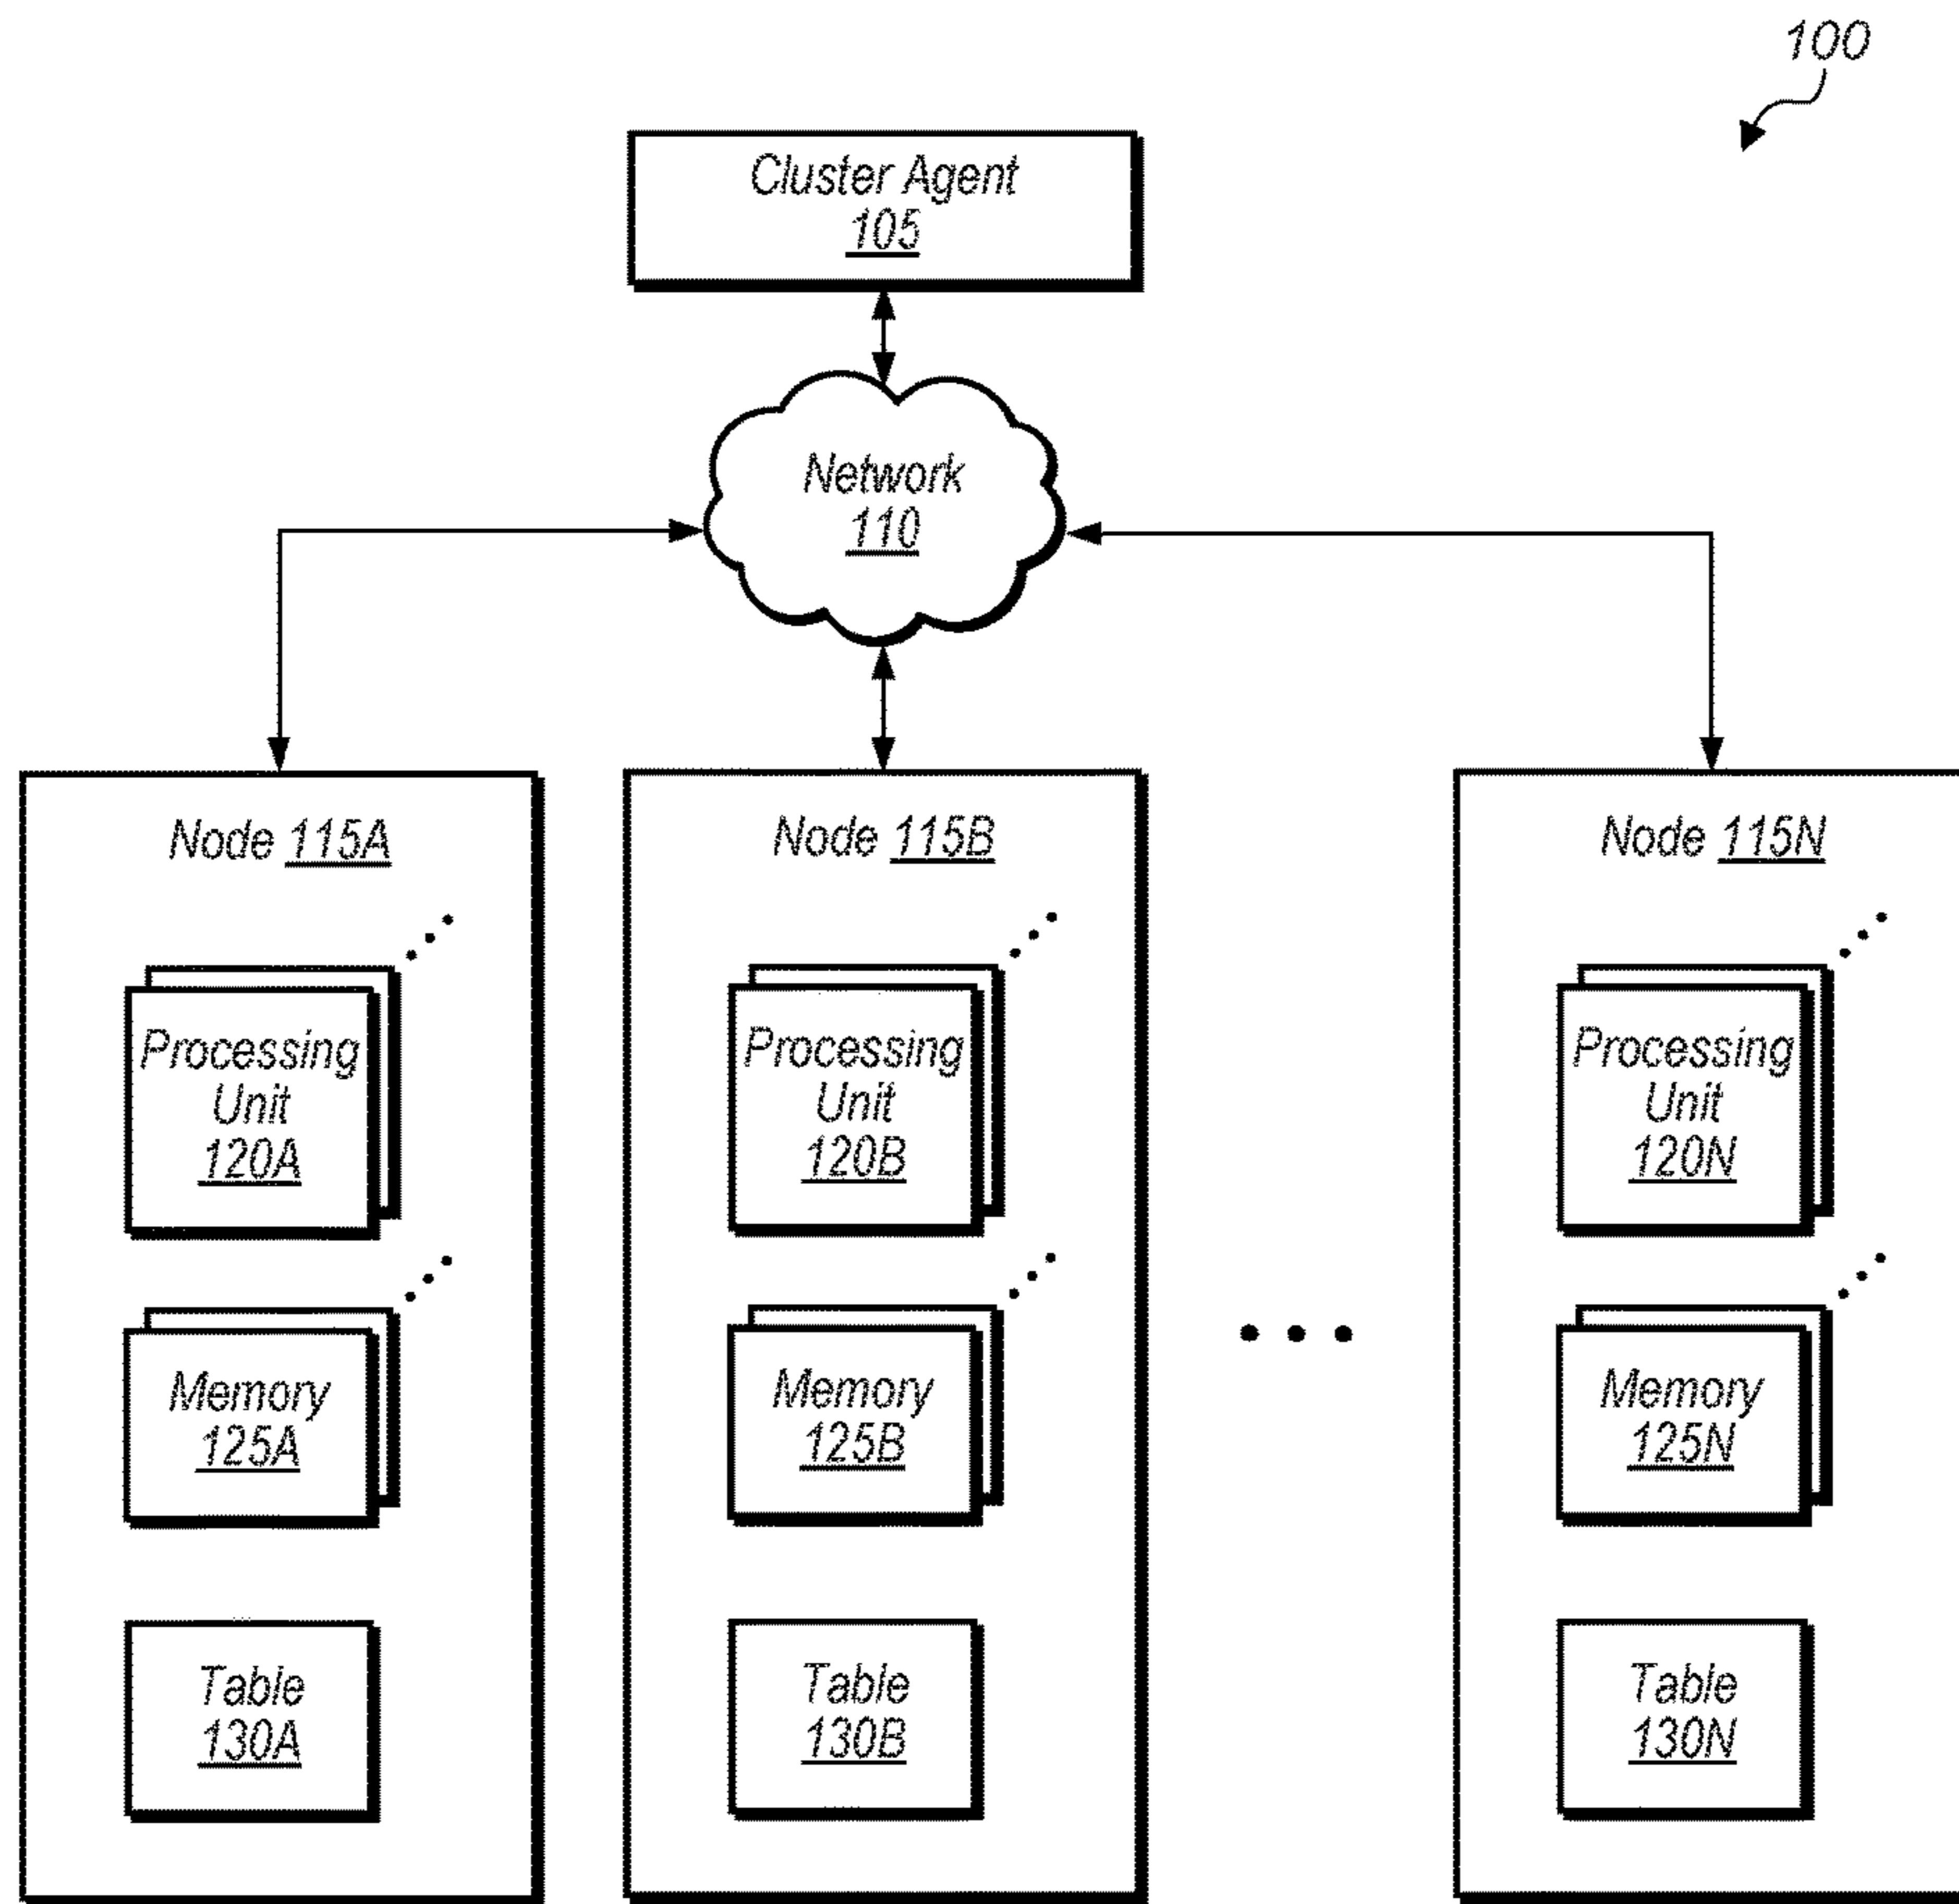 100
Cluster Agent
105
Network
110
Node 115A
Processing
Unit
120A
Memory
125A
Table
130A
Node 115B
Processing
Unit
120B
Memory
125B
Table
130B
Node 115N
Processing
Unit
120N
Memory
125N
Table
130N